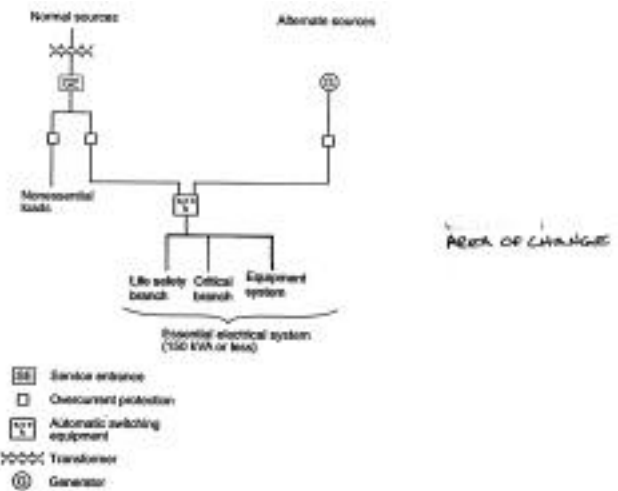 Normal sources
Alternate sources
SE
G
Nonessential
loads
Life safety
branch
Critical
branch
Equipment
system
AREA OF CHANGE
Essential electrical system
(150 kVA or less)
SE Service entrance
Overcurrent protection
Automatic switching
equipment
Transformer
G Generator